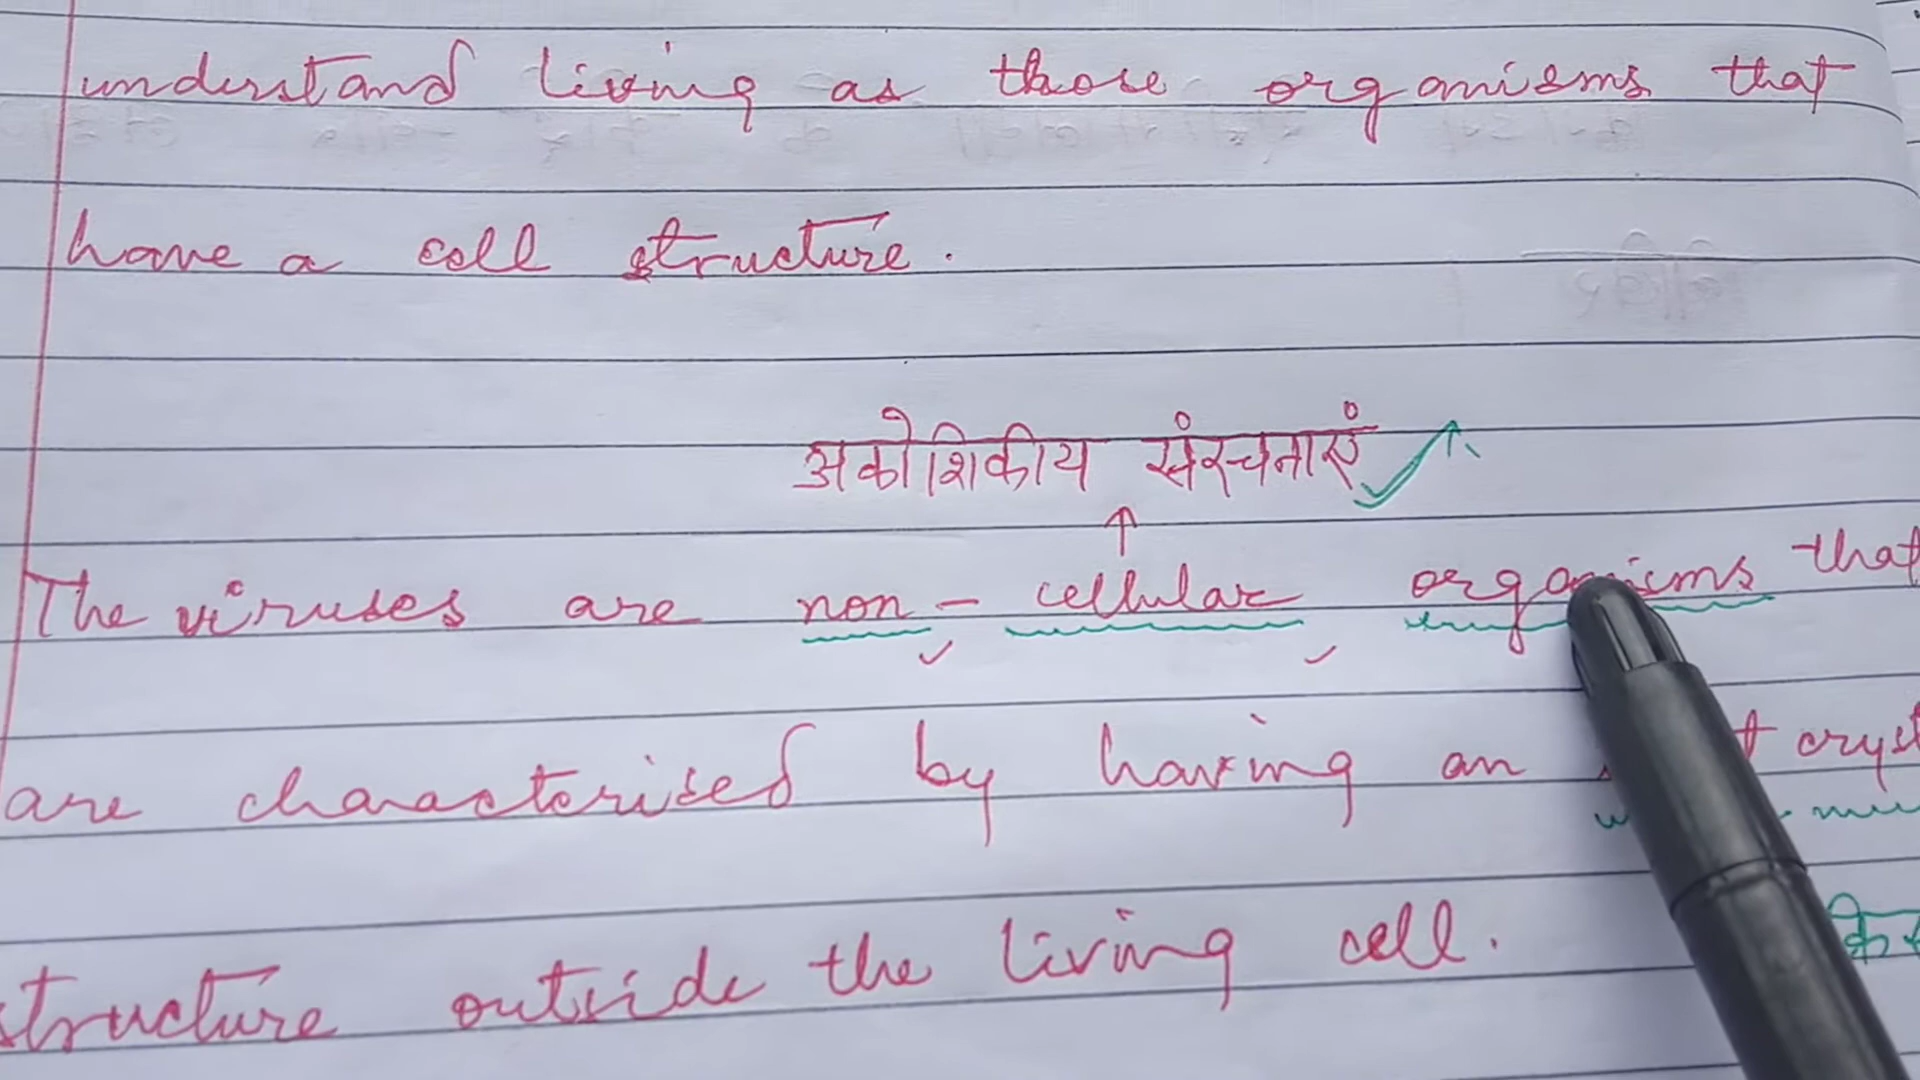 understand living as those organisms that
have a cell structure.
अकोशिकीय संरचनाएं
The viruses are non-cellular organisms that
are characterised by having an
structure outside the living cell.